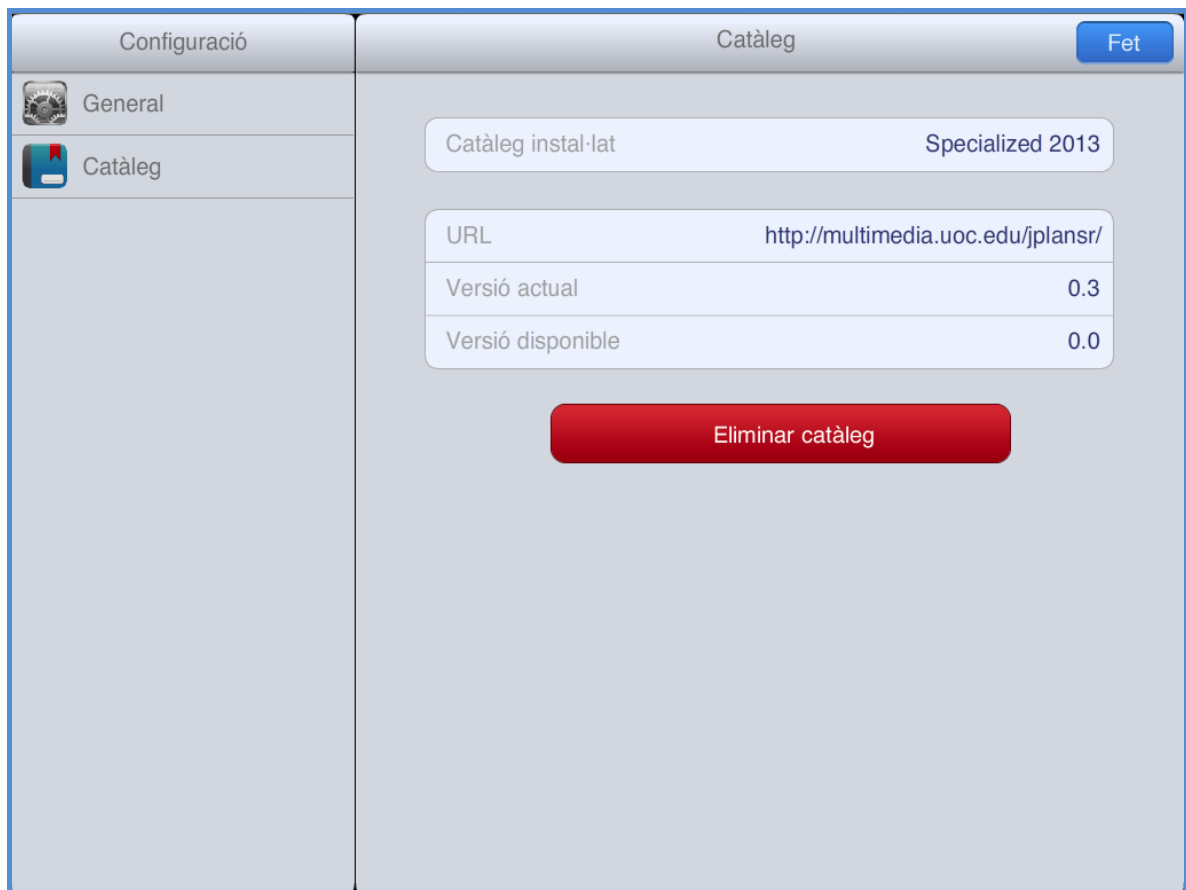 Configuració
General
Catàleg
Catàleg
Fet
Catàleg instal·lat Specialized 2013
URL http://multimedia.uoc.edu/jplansr/
Versió actual 0.3
Versió disponible 0.0
Eliminar catàleg